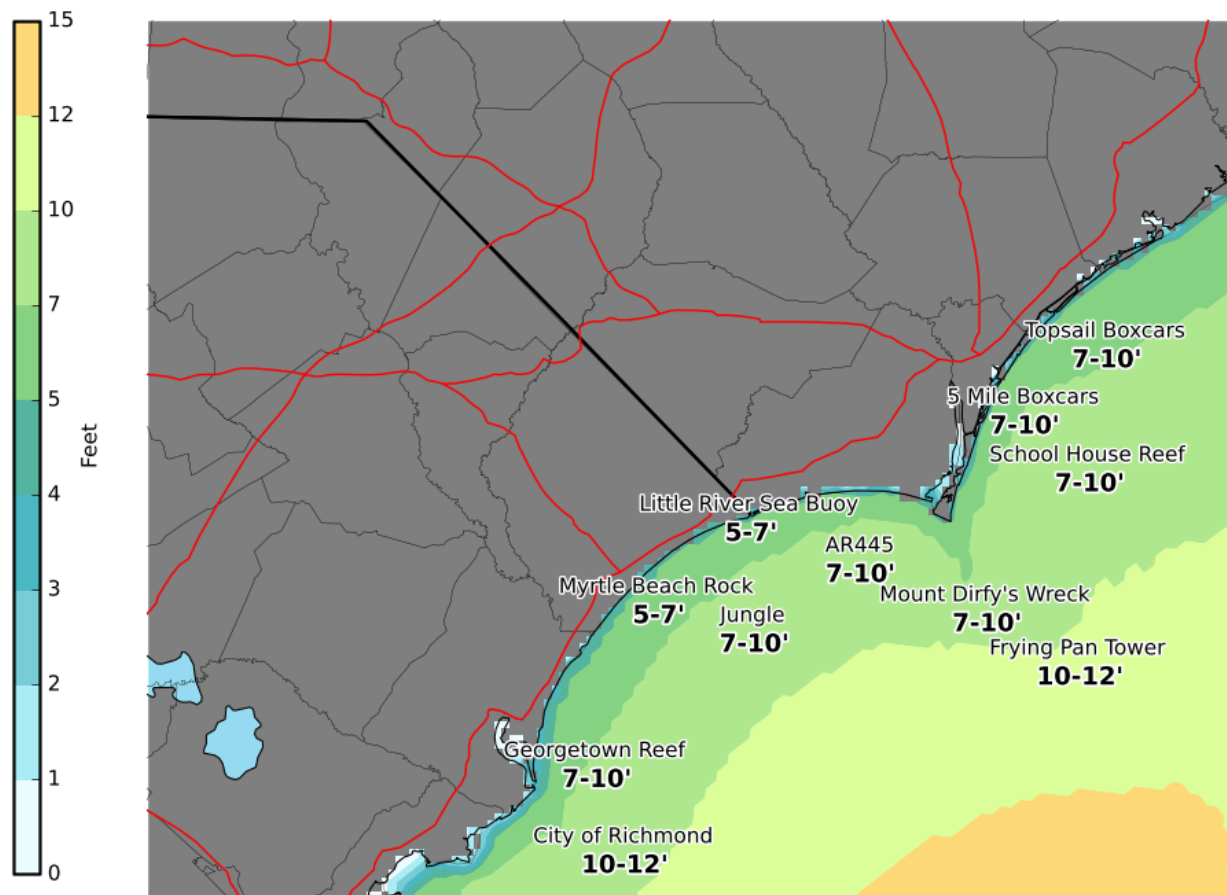 15
12
10
7
5
4
3
2
1
0
Feet
Topsail Boxcars
7-10'
5 Mile Boxcars
7-10'
School House Reef
7-10'
Little River Sea Buoy
5-7'
AR445
7-10'
Myrtle Beach Rock
5-7'
Jungle
7-10'
Mount Dirfy's Wreck
7-10'
Frying Pan Tower
10-12'
Georgetown Reef
7-10'
City of Richmond
10-12'